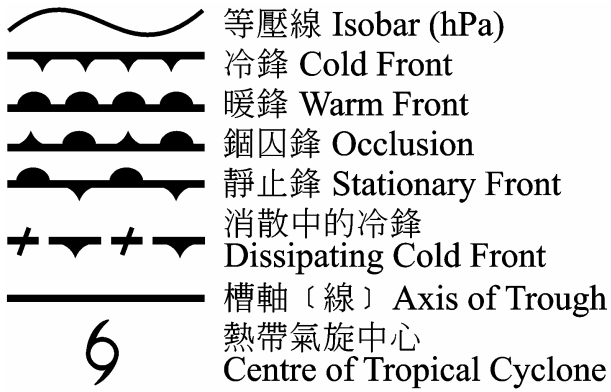 等壓線 Isobar (hPa)
冷鋒 Cold Front
暖鋒 Warm Front
錮囚鋒 Occlusion
靜止鋒 Stationary Front
消散中的冷鋒
Dissipating Cold Front
槽軸〔線〕Axis of Trough
熱帶氣旋中心
Centre of Tropical Cyclone